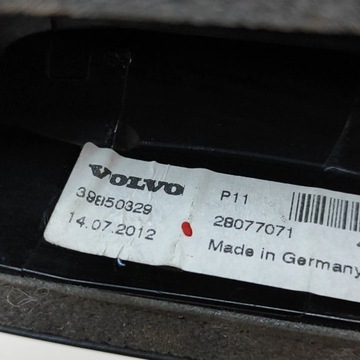 VOLVO
P11
39850329
28077071
14.07.2012
Made in Germany